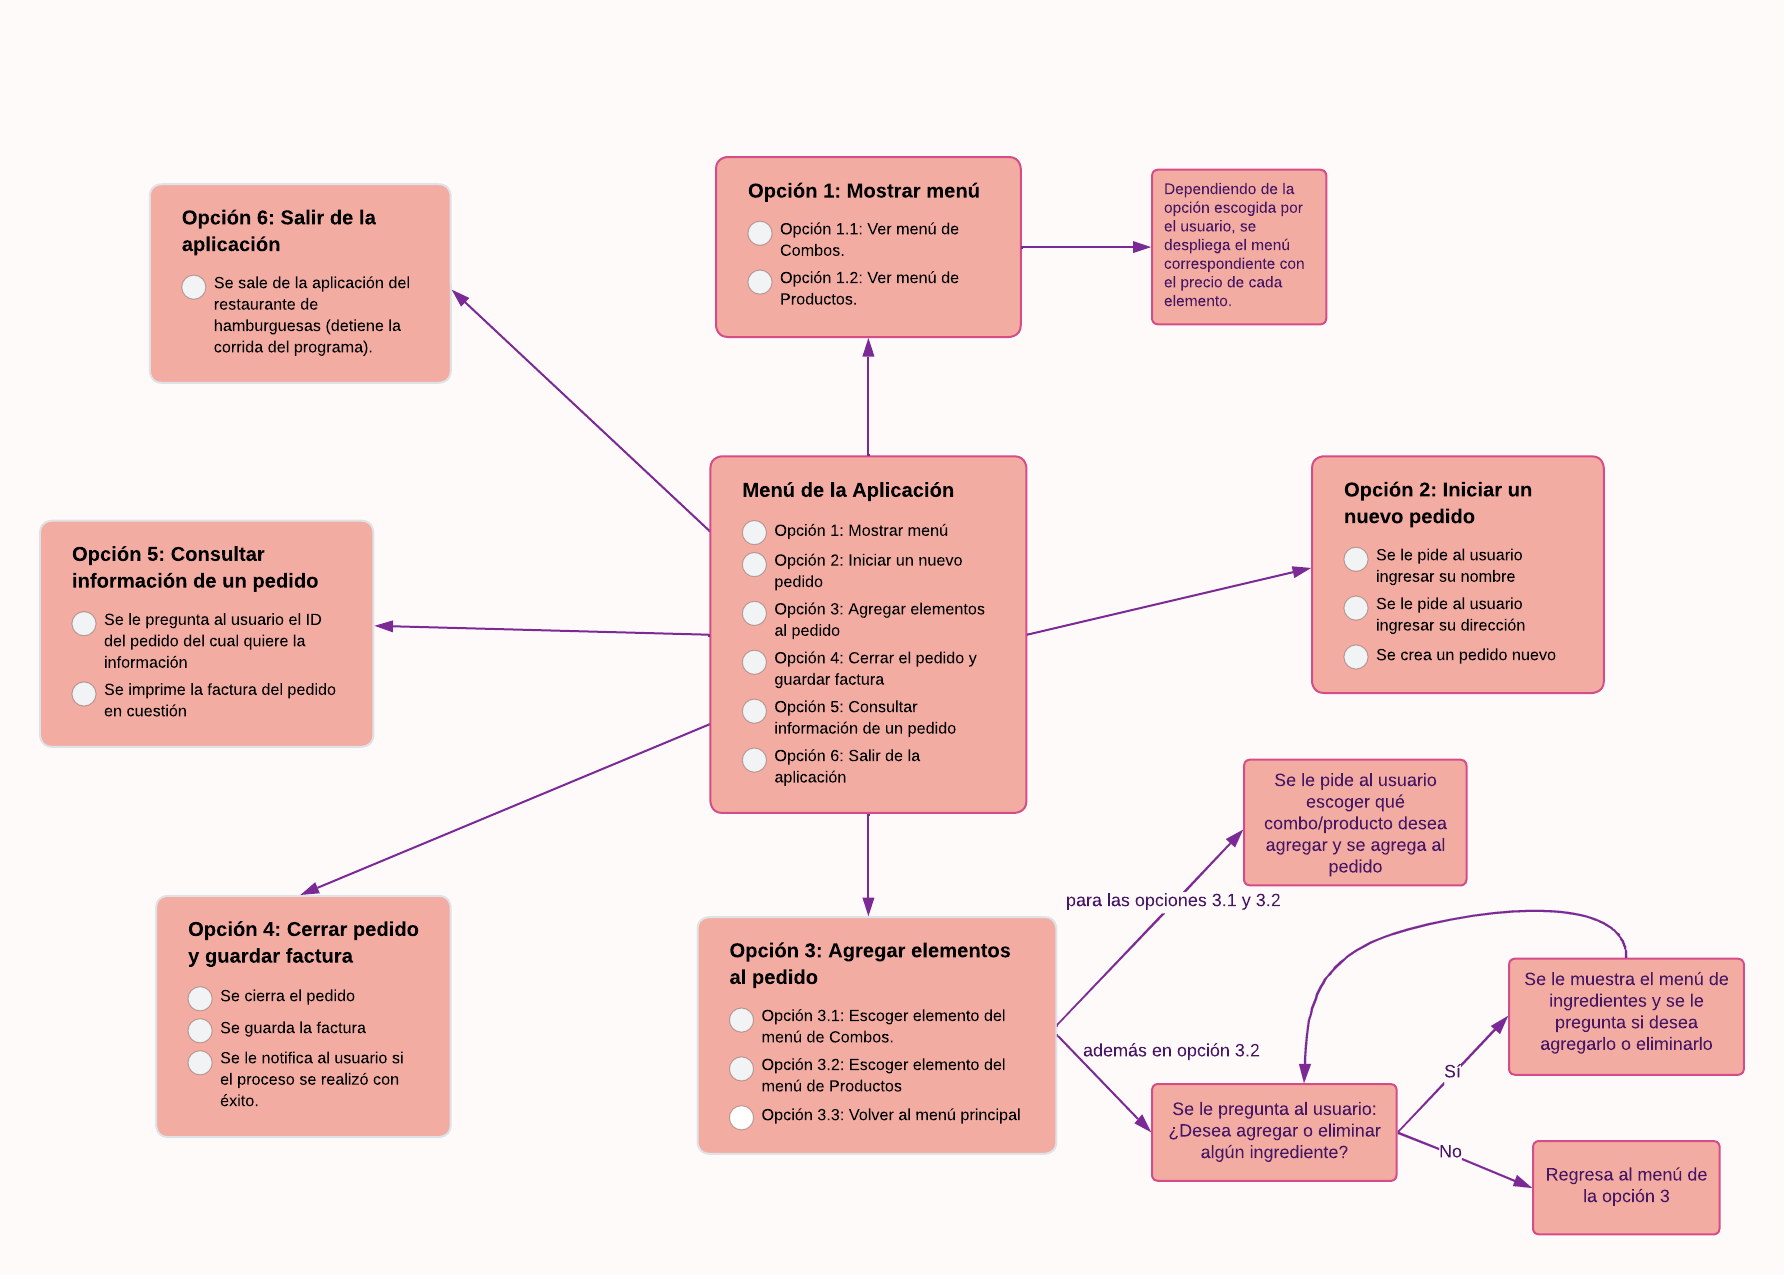 Opción 6: Salir de la
aplicación
Se sale de la aplicación del
restaurante de
hamburguesas (detiene la
corrida del programa).
Opción 1: Mostrar menú
Opción 1.1: Ver menú de
Combos.
Opción 1.2: Ver menú de
Productos.
Dependiendo de la
opción escogida por
el usuario, se
despliega el menú
correspondiente con
el precio de cada
elemento.
Opción 5: Consultar
información de un pedido
Se le pregunta al usuario el ID
del pedido del cual quiere la
información
Se imprime la factura del pedido
en cuestión
Menú de la Aplicación
Opción 1: Mostrar menú
Opción 2: Iniciar un nuevo
pedido
Opción 3: Agregar elementos
al pedido
Opción 4: Cerrar el pedido y
guardar factura
Opción 5: Consultar
información de un pedido
Opción 6: Salir de la
aplicación
Opción 2: Iniciar un
nuevo pedido
Se le pide al usuario
ingresar su nombre
Se le pide al usuario
ingresar su dirección
Se crea un pedido nuevo
Opción 4: Cerrar pedido
y guardar factura
Se cierra el pedido
Se guarda la factura
Se le notifica al usuario si
el proceso se realizó con
éxito.
Opción 3: Agregar elementos
al pedido
Opción 3.1: Escoger elemento del
menú de Combos.
Opción 3.2: Escoger elemento del
menú de Productos
Opción 3.3: Volver al menú principal
para las opciones 3.1 y 3.2
Se le pide al usuario
escoger qué
combo/producto desea
agregar y se agrega al
pedido
además en opción 3.2
Se le pregunta al usuario:
¿Desea agregar o eliminar
algún ingrediente?
Sí
Se le muestra el menú de
ingredientes y se le
pregunta si desea
agregarlo o eliminarlo
No
Regresa al menú de
la opción 3